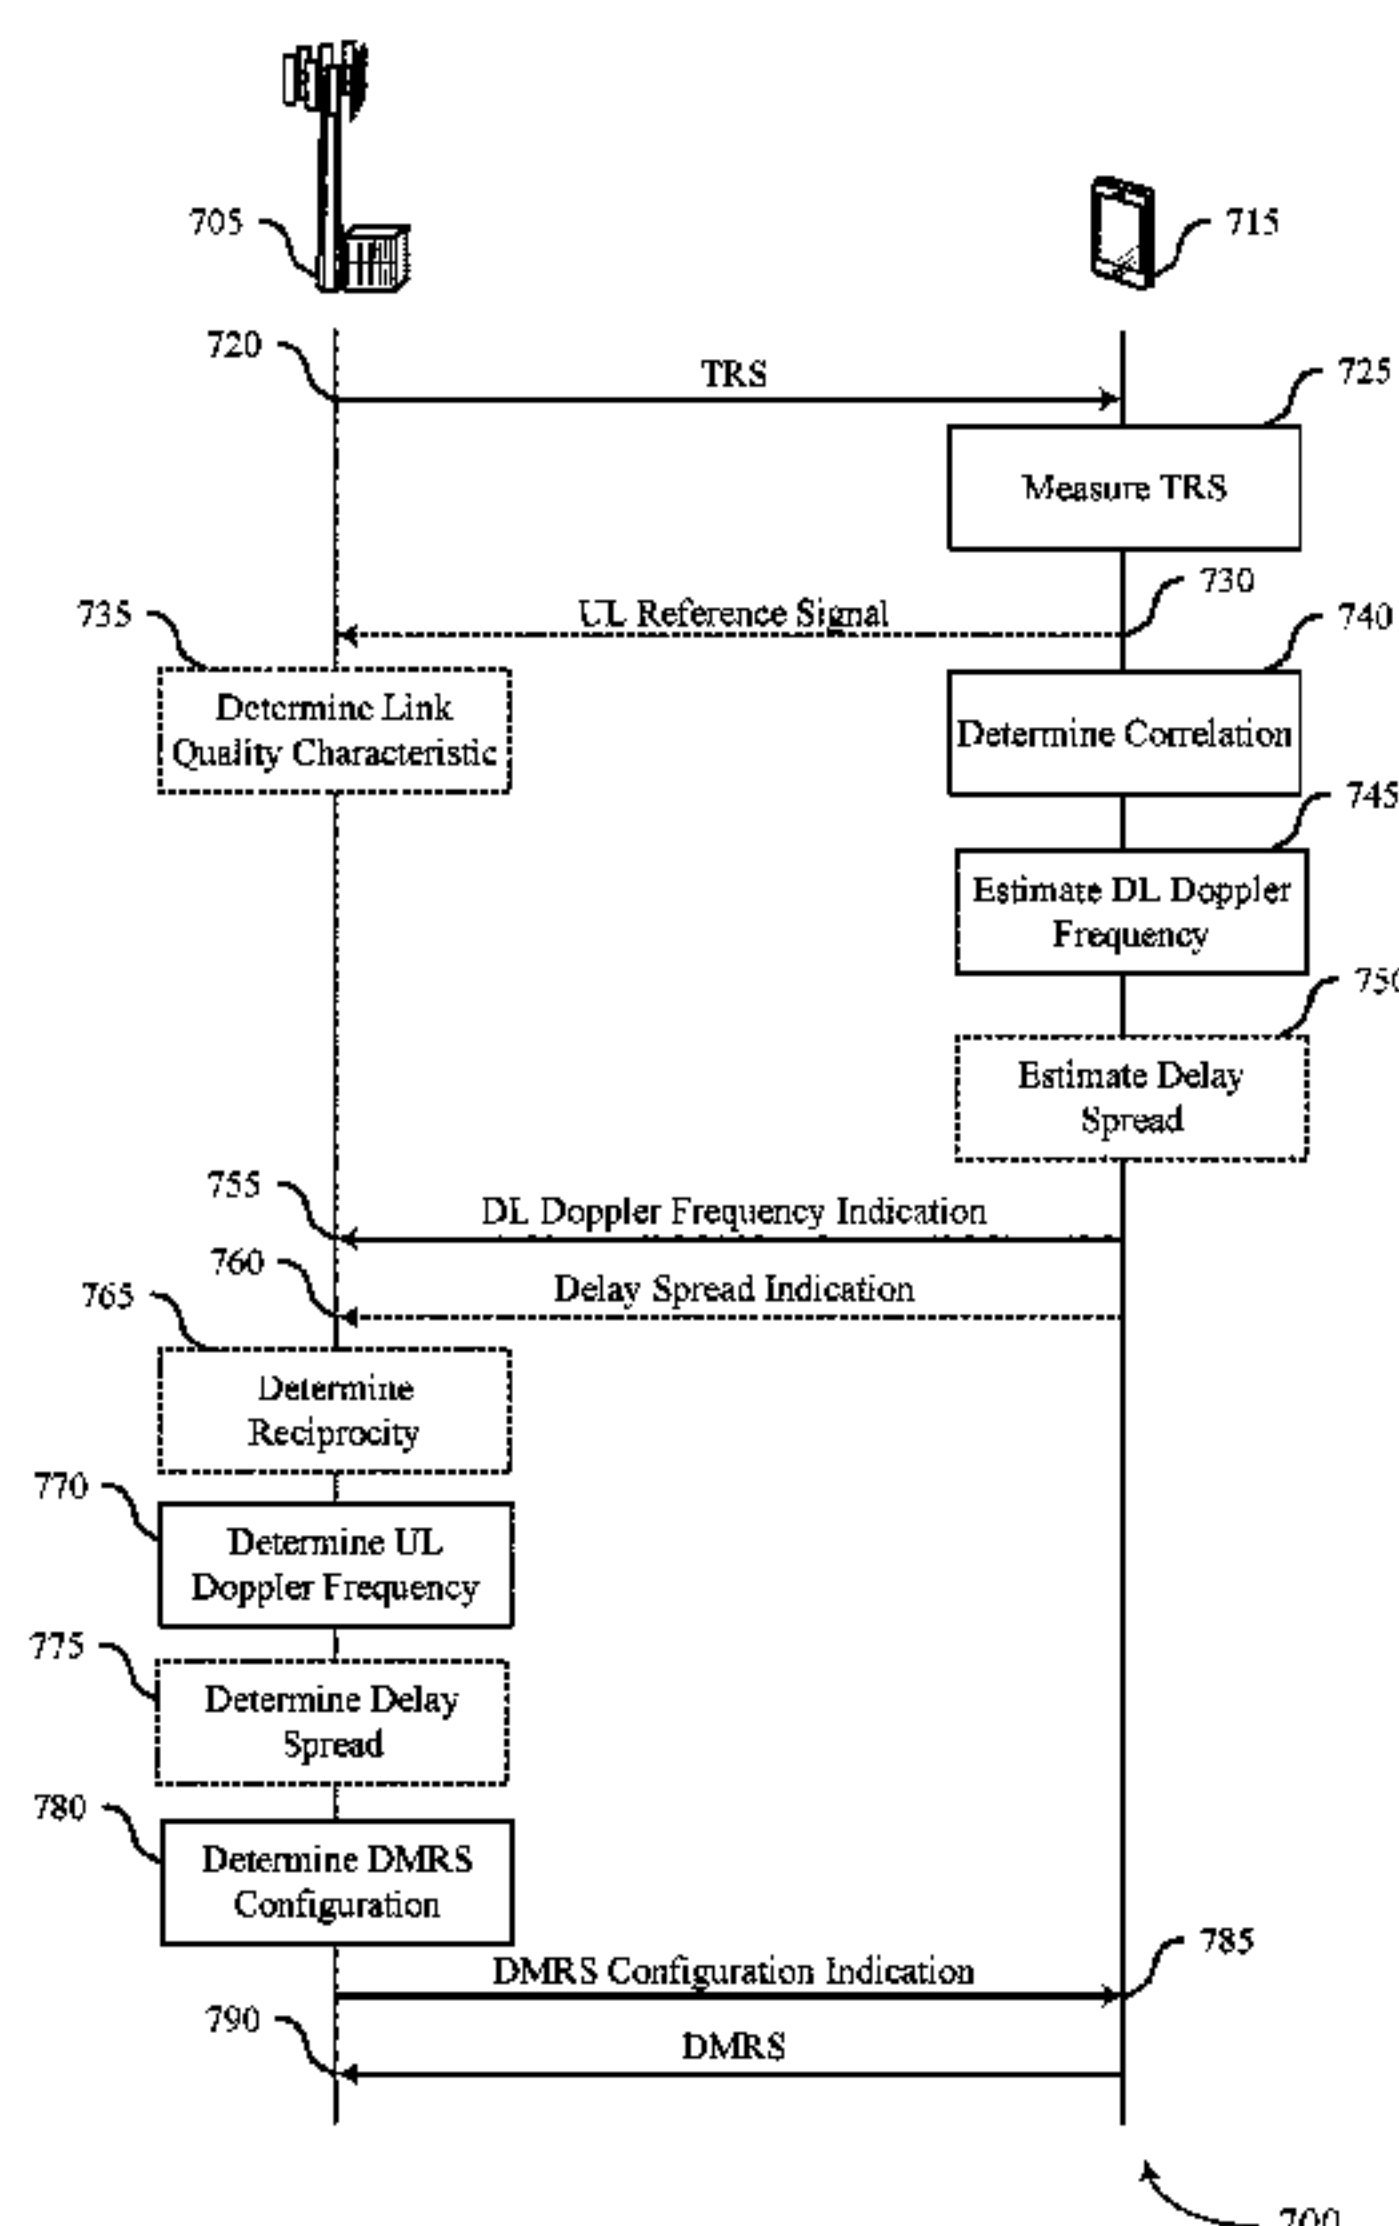 705
715
720
TRS
725
Measure TRS
730
UL Reference Signal
735
740
Determine Link
Quality Characteristic
Determine Correlation
745
Estimate DL Doppler
Frequency
750
Estimate Delay
Spread
755
DL Doppler Frequency Indication
760
Delay Spread Indication
765
Determine
Reciprocity
770
Determine UL
Doppler Frequency
775
Determine Delay
Spread
780
Determine DMRS
Configuration
785
DMRS Configuration Indication
790
DMRS
700